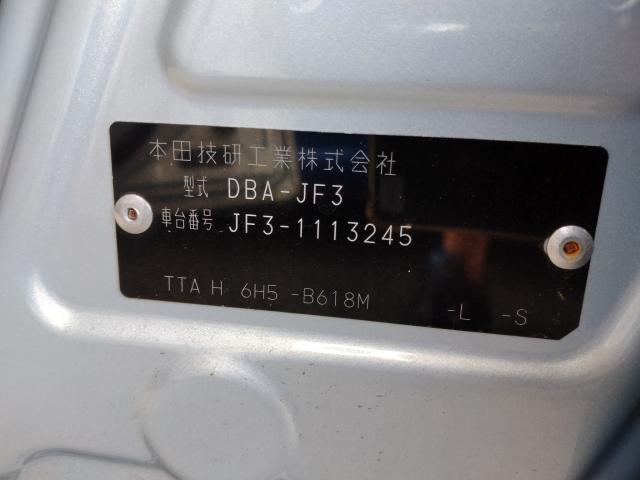 本田技研工業株式会社
型式 DBA-JF3
車台番号 JF3-1113245
TTA H 6H5 -B618M -L -S